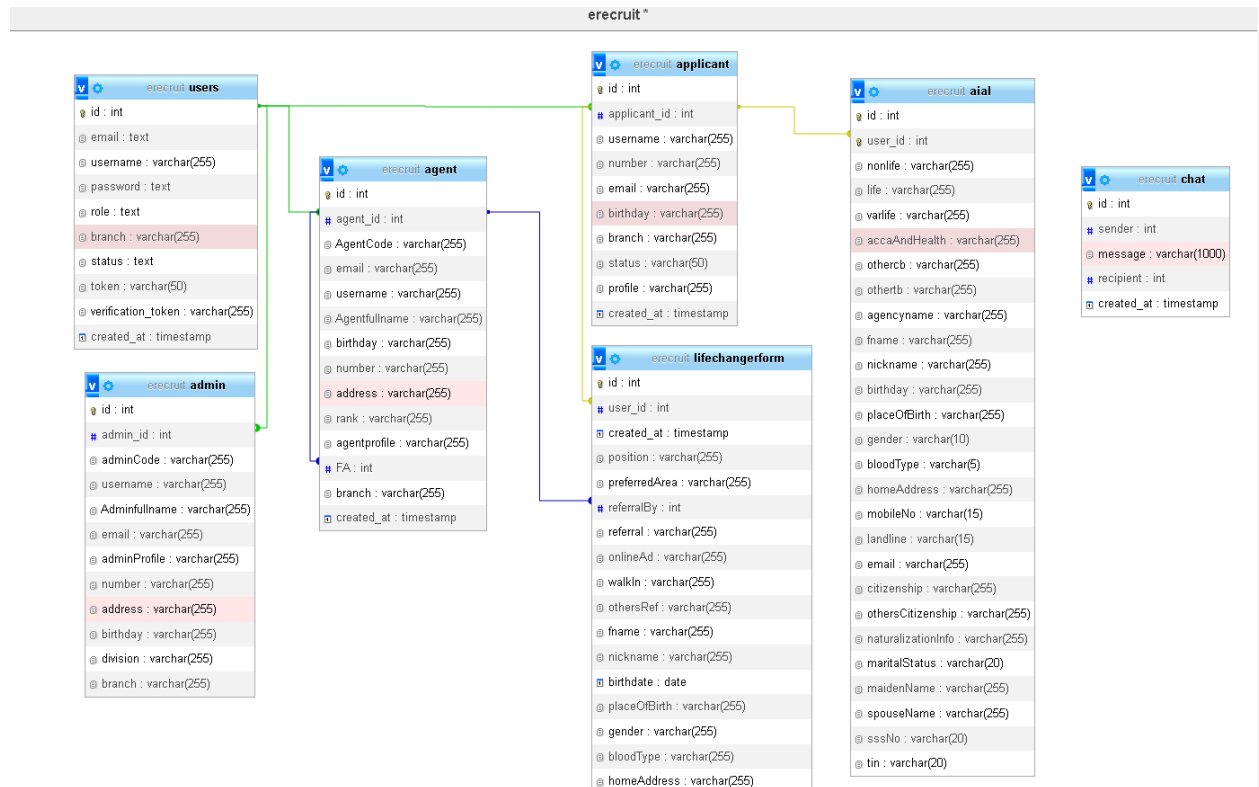 erecruit *
v erecruit users
id : int
email : text
username : varchar(255)
password : text
role : text
branch : varchar(255)
status : text
token : varchar(50)
verification_token : varchar(255)
created_at : timestamp
v erecruit admin
id : int
# admin_id : int
adminCode : varchar(255)
username : varchar(255)
Adminfullname : varchar(255)
email : varchar(255)
adminProfile : varchar(255)
number : varchar(255)
address : varchar(255)
birthday : varchar(255)
division : varchar(255)
branch : varchar(255)
v erecruit agent
id : int
# agent_id : int
AgentCode : varchar(255)
email : varchar(255)
username : varchar(255)
Agentfullname : varchar(255)
birthday : varchar(255)
number : varchar(255)
address : varchar(255)
rank : varchar(255)
agentprofile : varchar(255)
# FA : int
branch : varchar(255)
created_at : timestamp
v erecruit applicant
id : int
# applicant_id : int
username : varchar(255)
number : varchar(255)
email : varchar(255)
birthday : varchar(255)
branch : varchar(255)
status : varchar(50)
profile : varchar(255)
created_at : timestamp
v erecruit lifechangerform
id : int
# user_id : int
created_at : timestamp
position : varchar(255)
preferredArea : varchar(255)
# referralBy : int
referral : varchar(255)
onlineAd : varchar(255)
walkIn : varchar(255)
othersRef : varchar(255)
fname : varchar(255)
nickname : varchar(255)
birthdate : date
placeOfBirth : varchar(255)
gender : varchar(255)
bloodType : varchar(255)
homeAddress : varchar(255)
v erecruit aial
id : int
user_id : int
nonlife : varchar(255)
life : varchar(255)
varlife : varchar(255)
accaAndHealth : varchar(255)
othercb : varchar(255)
othertb : varchar(255)
agencyname : varchar(255)
fname : varchar(255)
nickname : varchar(255)
birthday : varchar(255)
placeOfBirth : varchar(255)
gender : varchar(10)
bloodType : varchar(5)
homeAddress : varchar(255)
mobileNo : varchar(15)
landline : varchar(15)
email : varchar(255)
citizenship : varchar(255)
othersCitizenship : varchar(255)
naturalizationInfo : varchar(255)
maritalStatus : varchar(20)
maidenName : varchar(255)
spouseName : varchar(255)
sssNo : varchar(20)
tin : varchar(20)
v erecruit chat
id : int
# sender : int
message : varchar(1000)
# recipient : int
created_at : timestamp